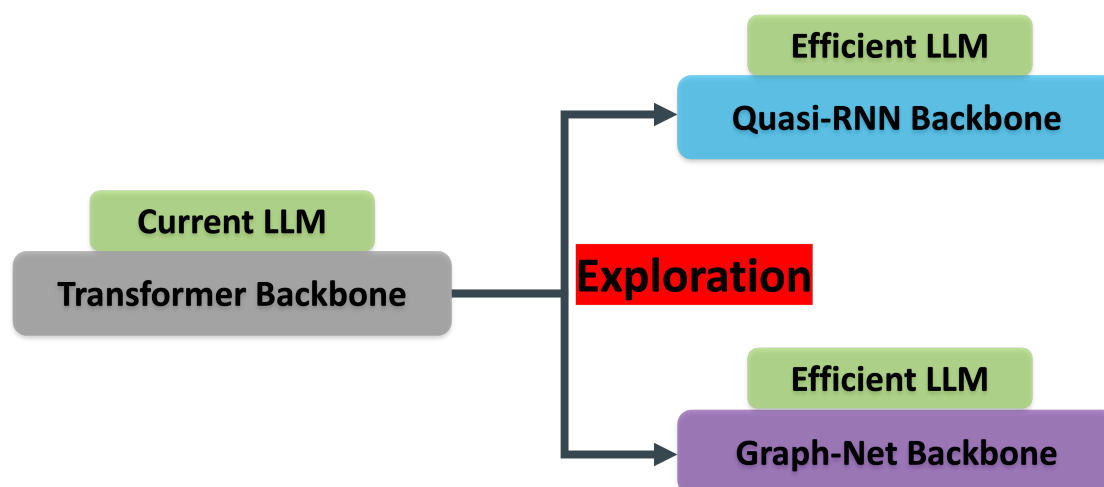 Efficient LLM
Quasi-RNN Backbone
Current LLM
Transformer Backbone
Exploration
Efficient LLM
Graph-Net Backbone